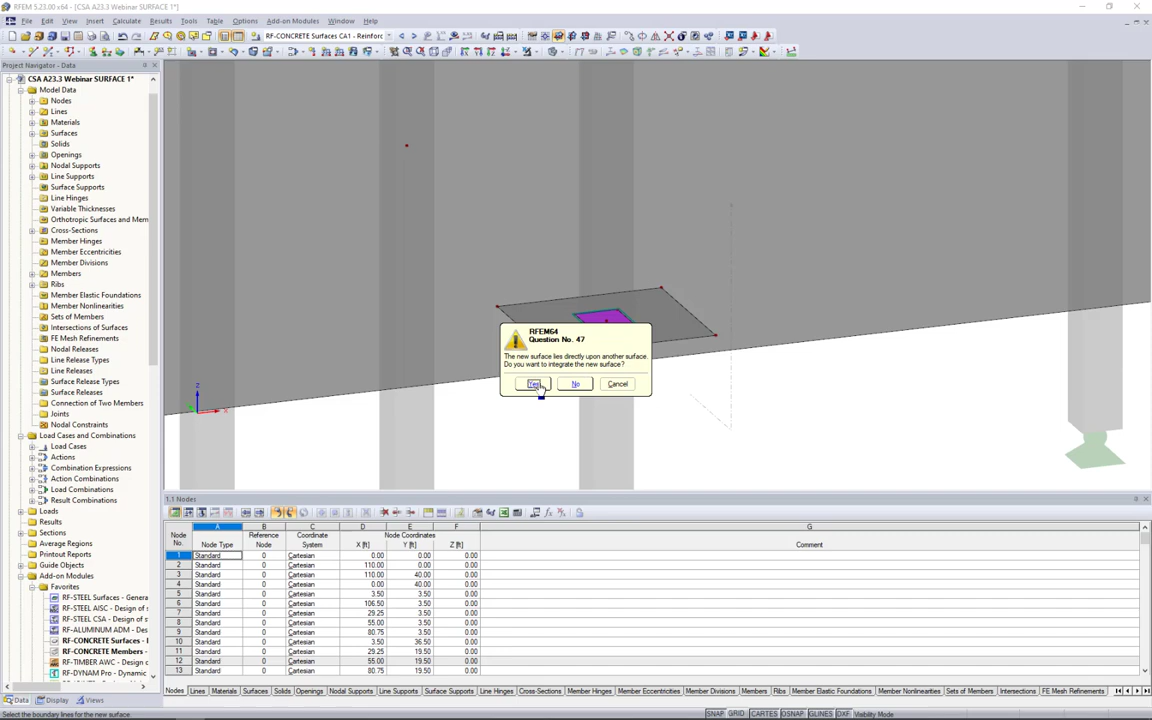 RFEM 5.23.00 x64 - [CSA A23.3 Webinar SURFACE 1*]
File Edit View Insert Calculate Results Tools Table Options Add-on Modules Window Help
RF-CONCRETE Surfaces CA1 - Reinforc
Project Navigator - Data
CSA A23.3 Webinar SURFACE 1*
Model Data
Nodes
Lines
Materials
Surfaces
Solids
Openings
Nodal Supports
Line Supports
Surface Supports
Line Hinges
Variable Thicknesses
Orthotropic Surfaces and Mem
Cross-Sections
Member Hinges
Member Eccentricities
Member Divisions
Members
Ribs
Member Elastic Foundations
Member Nonlinearities
Sets of Members
Intersections of Surfaces
FE Mesh Refinements
Nodal Releases
Line Release Types
Line Releases
Surface Release Types
Surface Releases
Connection of Two Members
Joints
Nodal Constraints
Load Cases and Combinations
Load Cases
Actions
Combination Expressions
Action Combinations
Load Combinations
Result Combinations
Loads
Results
Sections
Average Regions
Printout Reports
Guide Objects
Add-on Modules
Favorites
RF-STEEL Surfaces - Genera
RF-STEEL AISC - Design of s
RF-STEEL CSA - Design of s
RF-ALUMINUM ADM - Des
RF-CONCRETE Surfaces - 
RF-CONCRETE Members -
RF-TIMBER AWC - Design o
RF-DYNAM Pro - Dynamic
Data Display Views
Z
X
RFEM64
Question No. 47
The new surface lies directly upon another surface.
Do you want to integrate the new surface?
Yes No Cancel
1.1 Nodes
A B C D E F G
Node No. Node Type Reference Node Coordinate System Node Coordinates X [ft] Y [ft] Z [ft] Comment
1 Standard 0 Cartesian 0.00 0.00 0.00
2 Standard 0 Cartesian 110.00 0.00 0.00
3 Standard 0 Cartesian 110.00 40.00 0.00
4 Standard 0 Cartesian 0.00 40.00 0.00
5 Standard 0 Cartesian 3.50 3.50 0.00
6 Standard 0 Cartesian 106.50 3.50 0.00
7 Standard 0 Cartesian 29.25 3.50 0.00
8 Standard 0 Cartesian 55.00 3.50 0.00
9 Standard 0 Cartesian 80.75 3.50 0.00
10 Standard 0 Cartesian 3.50 36.50 0.00
11 Standard 0 Cartesian 29.25 19.50 0.00
12 Standard 0 Cartesian 55.00 19.50 0.00
13 Standard 0 Cartesian 80.75 19.50 0.00
Nodes Lines Materials Surfaces Solids Openings Nodal Supports Line Supports Surface Supports Line Hinges Cross-Sections Member Hinges Member Eccentricities Member Divisions Members Ribs Member Elastic Foundations Member Nonlinearities Sets of Members Intersections FE Mesh Refinements
Select the boundary lines for the new surface.
SNAP GRID CARTES OSNAP GLINES DXF Visibility Mode